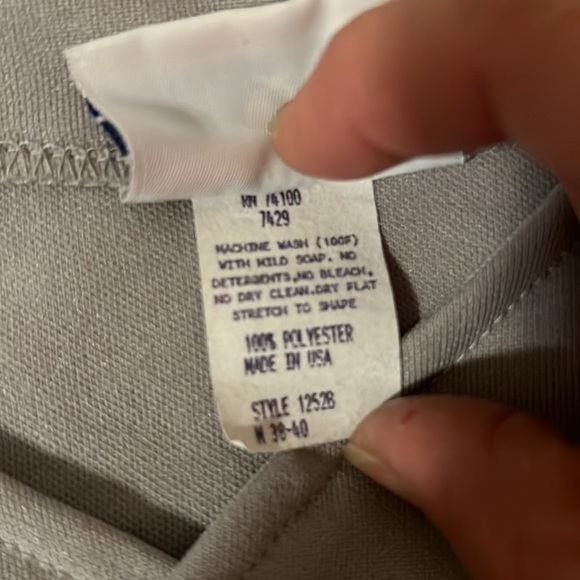 RN 74100
7429
MACHINE WASH (100F)
WITH MILD SOAP. NO
DETERGENTS,NO BLEACH,
NO DRY CLEAN.DRY FLAT
STRETCH TO SHAPE
100% POLYESTER
MADE IN USA
STYLE 1252B
M 38-40